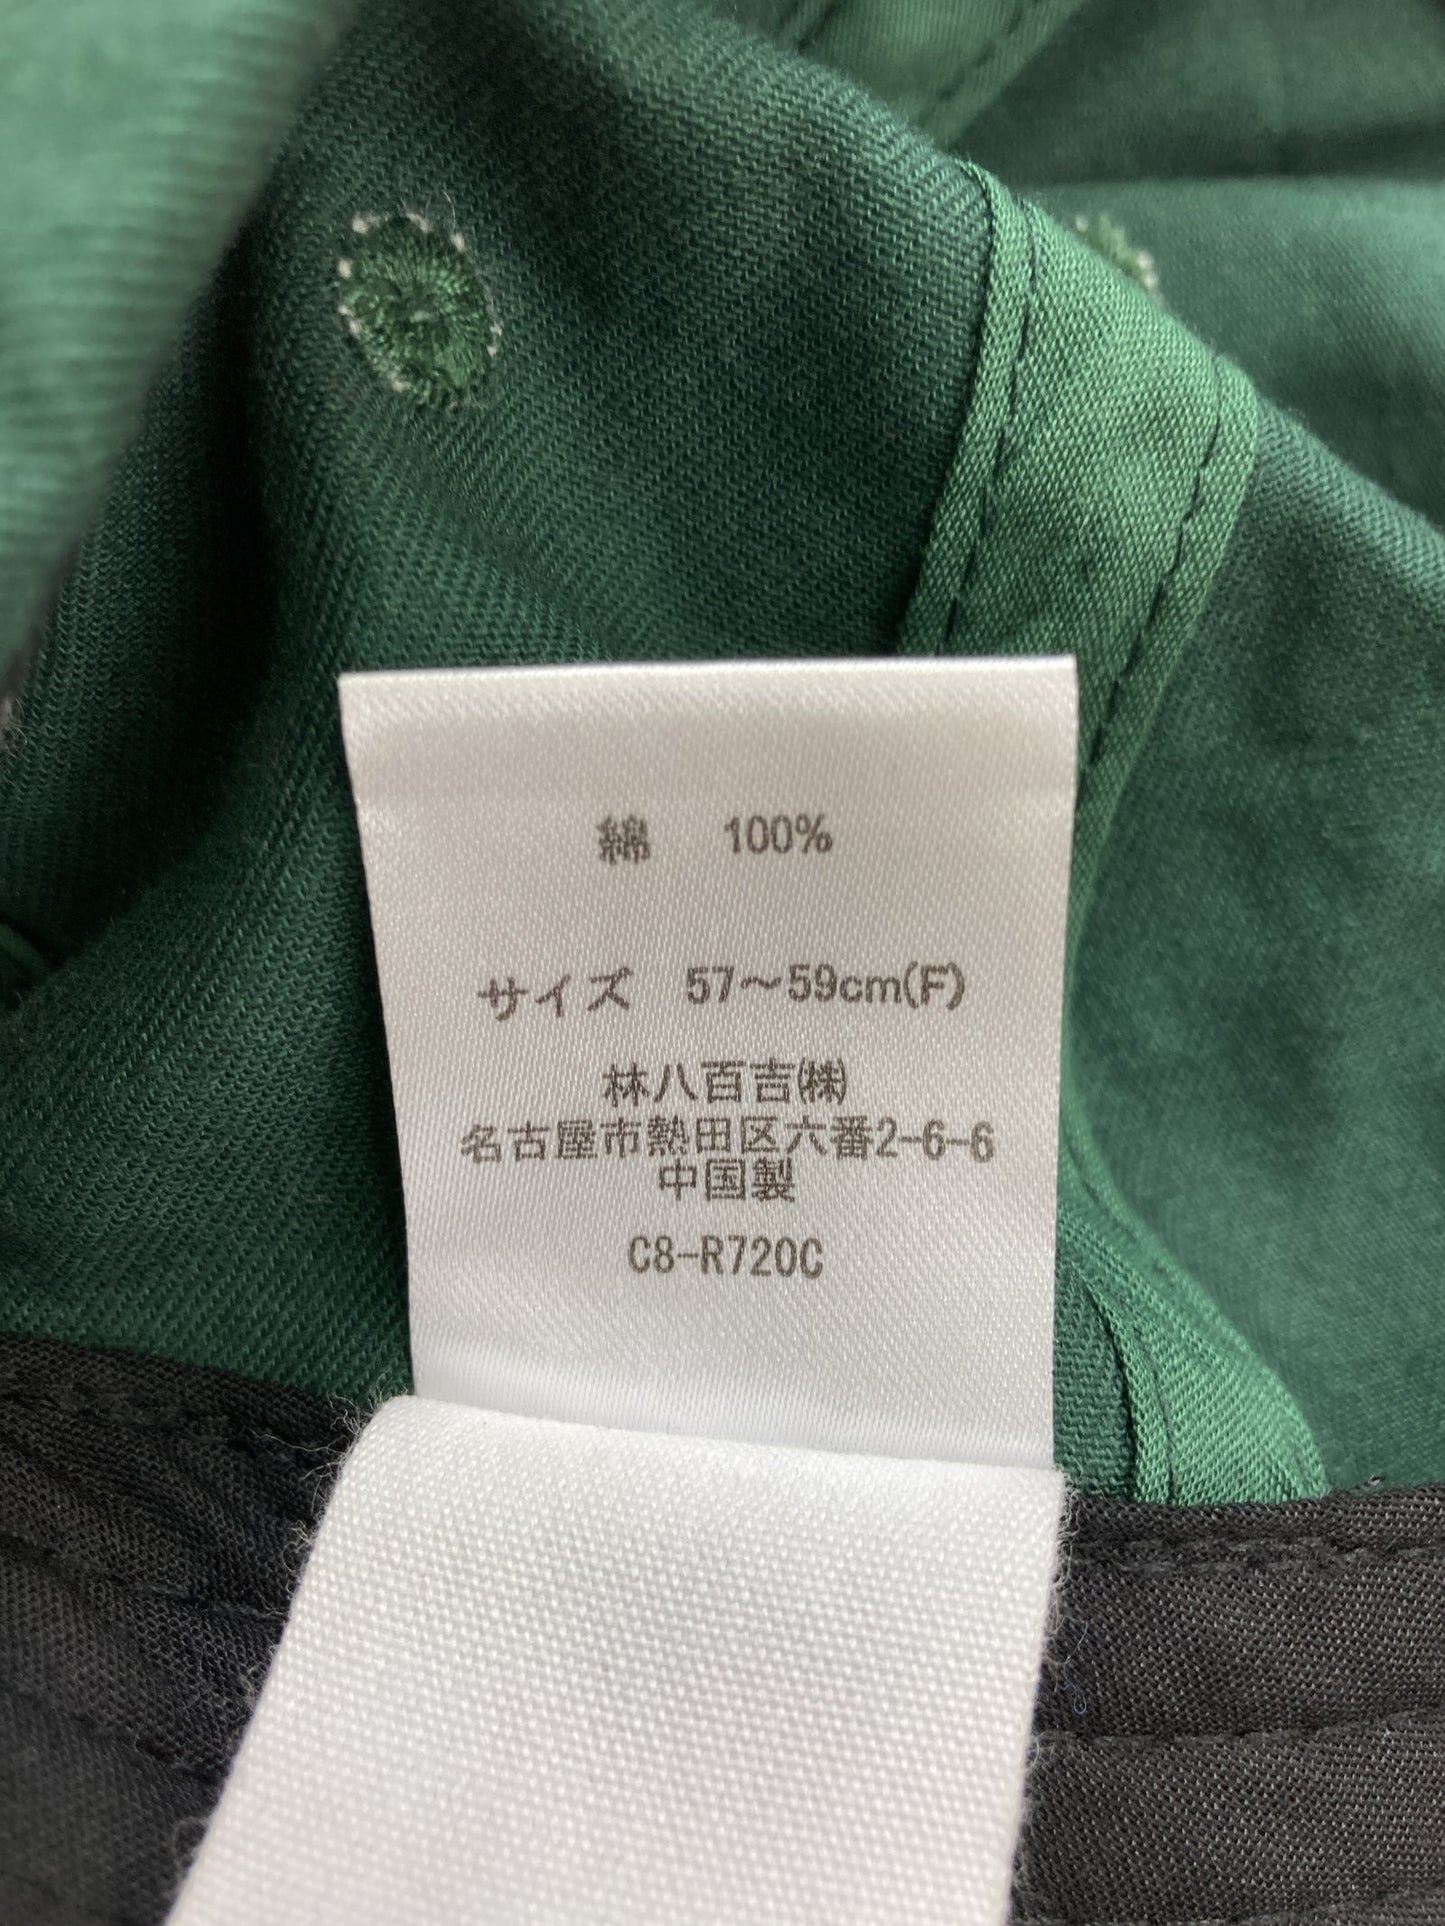 綿 100%
サイズ 57～59cm(F)
林八百吉㈱
名古屋市熱田区六番2-6-6
中国製
C8-R720C